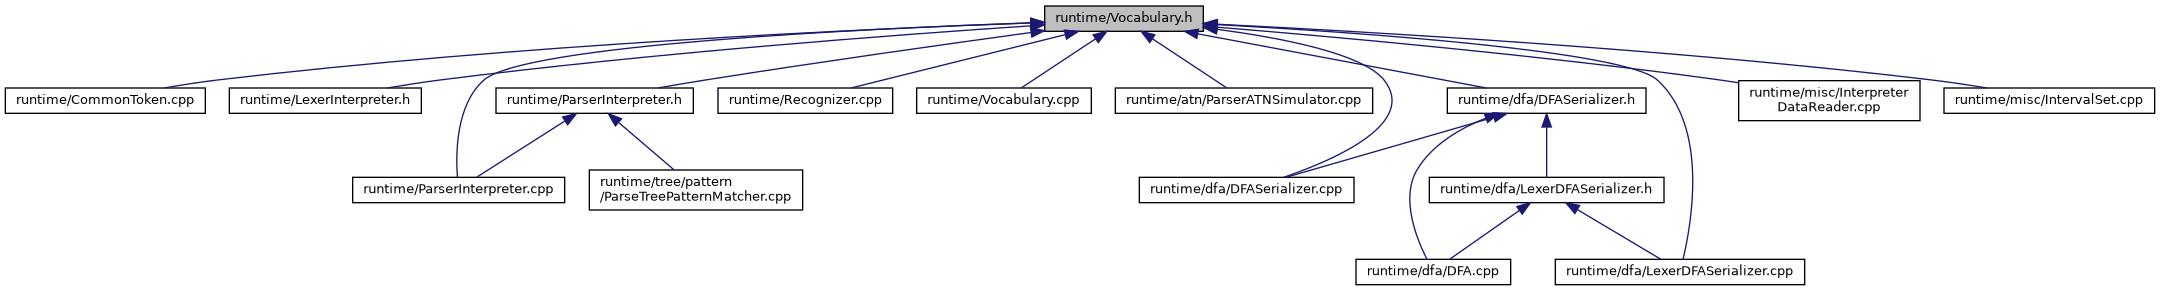 runtime/Vocabulary.h
runtime/CommonToken.cpp
runtime/LexerInterpreter.h
runtime/ParserInterpreter.h
runtime/Recognizer.cpp
runtime/Vocabulary.cpp
runtime/atn/ParserATNSimulator.cpp
runtime/dfa/DFASerializer.h
runtime/misc/Interpreter
DataReader.cpp
runtime/misc/IntervalSet.cpp
runtime/ParserInterpreter.cpp
runtime/tree/pattern
/ParseTreePatternMatcher.cpp
runtime/dfa/DFASerializer.cpp
runtime/dfa/LexerDFASerializer.h
runtime/dfa/DFA.cpp
runtime/dfa/LexerDFASerializer.cpp